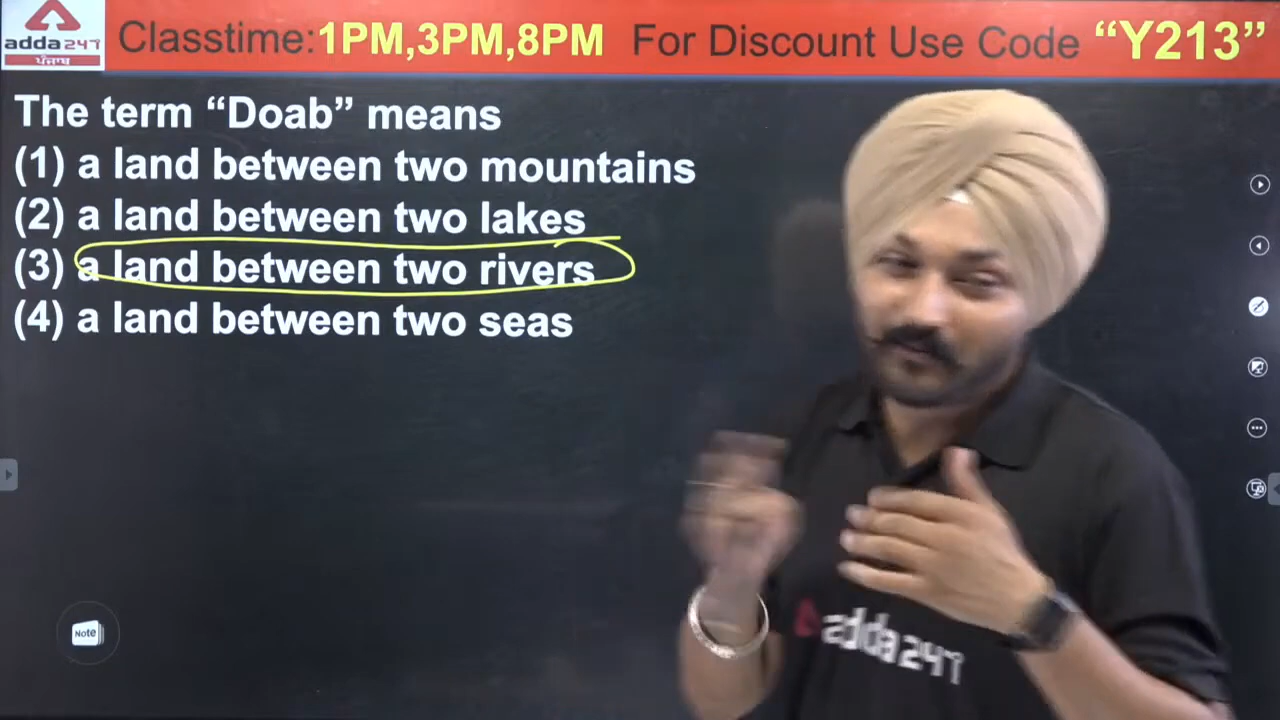 adda247
ਪੰਜਾਬ
Classtime:1PM,3PM,8PM For Discount Use Code “Y213”
The term “Doab” means
(1) a land between two mountains
(2) a land between two lakes
(3) a land between two rivers
(4) a land between two seas
Note
adda247